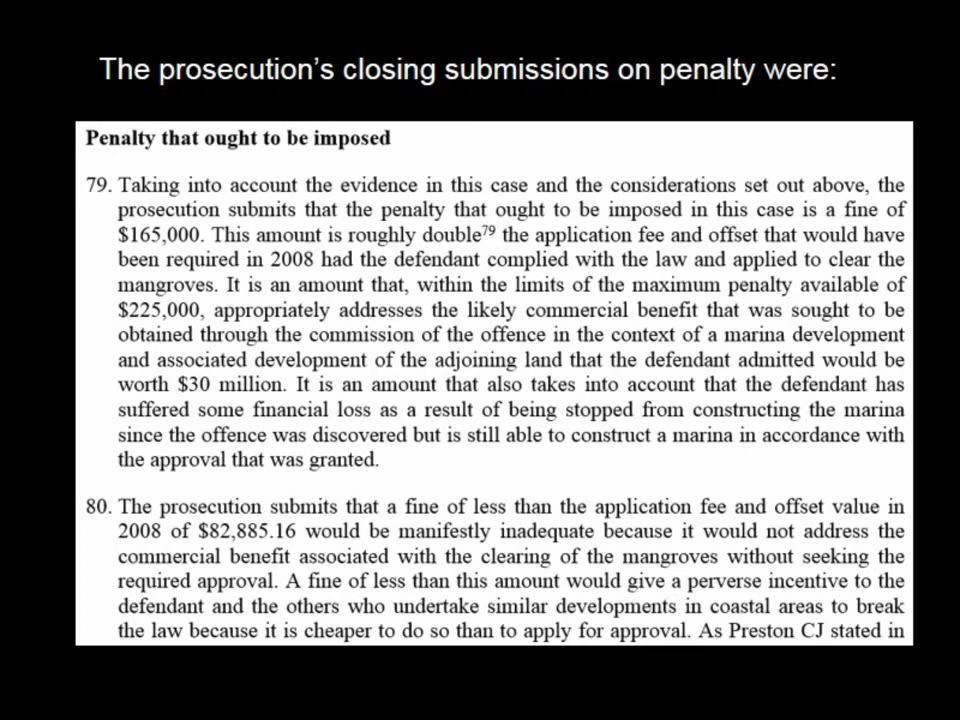 The prosecution’s closing submissions on penalty were:
Penalty that ought to be imposed
79. Taking into account the evidence in this case and the considerations set out above, the
prosecution submits that the penalty that ought to be imposed in this case is a fine of
$165,000. This amount is roughly double79 the application fee and offset that would have
been required in 2008 had the defendant complied with the law and applied to clear the
mangroves. It is an amount that, within the limits of the maximum penalty available of
$225,000, appropriately addresses the likely commercial benefit that was sought to be
obtained through the commission of the offence in the context of a marina development
and associated development of the adjoining land that the defendant admitted would be
worth $30 million. It is an amount that also takes into account that the defendant has
suffered some financial loss as a result of being stopped from constructing the marina
since the offence was discovered but is still able to construct a marina in accordance with
the approval that was granted.
80. The prosecution submits that a fine of less than the application fee and offset value in
2008 of $82,885.16 would be manifestly inadequate because it would not address the
commercial benefit associated with the clearing of the mangroves without seeking the
required approval. A fine of less than this amount would give a perverse incentive to the
defendant and the others who undertake similar developments in coastal areas to break
the law because it is cheaper to do so than to apply for approval. As Preston CJ stated in